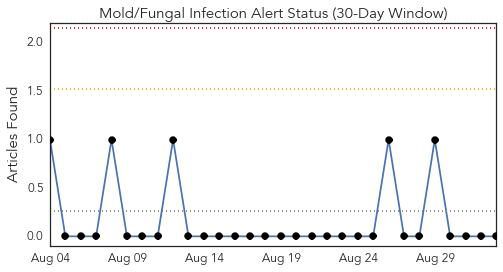 Mold/Fungal Infection Alert Status (30-Day Window)
Articles Found
2.0
1.5
1.0
0.5
0.0
Aug 04 Aug 09 Aug 14 Aug 19 Aug 24 Aug 29